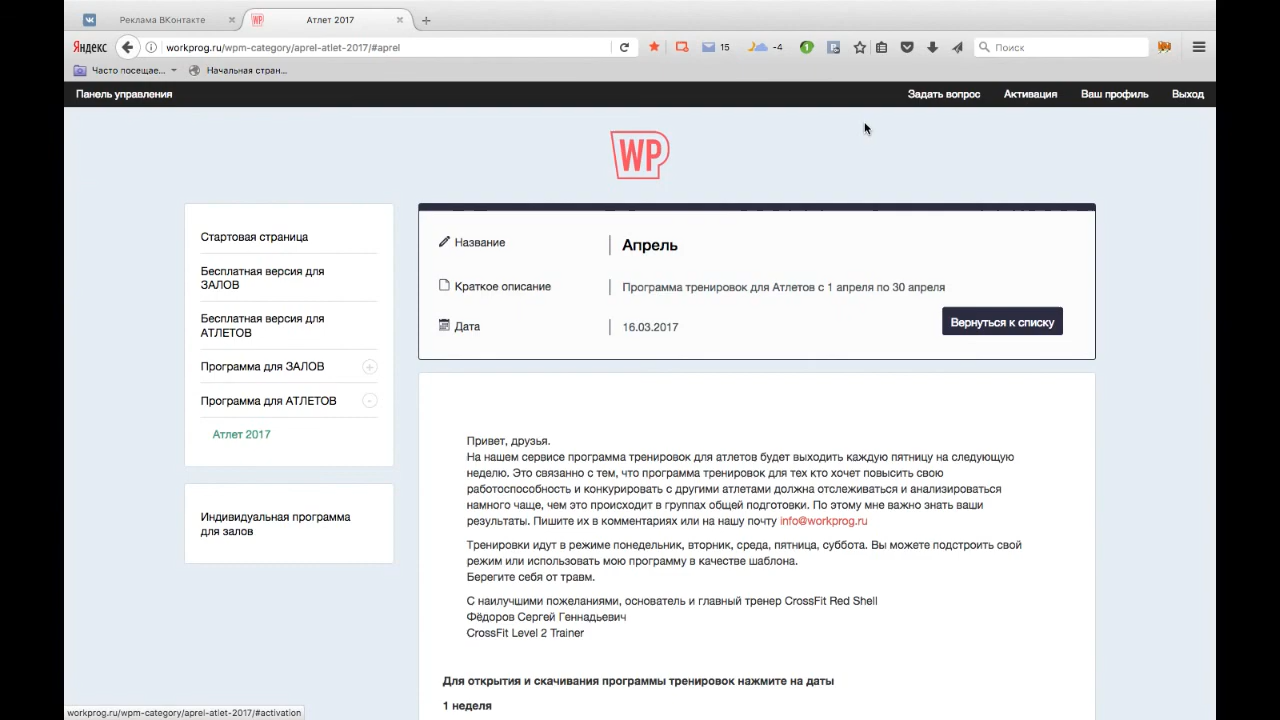 Реклама ВКонтакте
WP
Атлет 2017
Яндекс
workprog.ru/wpm-category/aprel-atlet-2017/#aprel
15
-4
1
Поиск
Часто посещае...
Начальная стран...
Панель управления
Задать вопрос
Активация
Ваш профиль
Выход
WP
Стартовая страница
Бесплатная версия для
ЗАЛОВ
Бесплатная версия для
АТЛЕТОВ
Программа для ЗАЛОВ
Программа для АТЛЕТОВ
Атлет 2017
Индивидуальная программа
для залов
Название
Апрель
Краткое описание
Программа тренировок для Атлетов с 1 апреля по 30 апреля
Дата
16.03.2017
Вернуться к списку
Привет, друзья.
На нашем сервисе программа тренировок для атлетов будет выходить каждую пятницу на следующую
неделю. Это связанно с тем, что программа тренировок для тех кто хочет повысить свою
работоспособность и конкурировать с другими атлетами должна отслеживаться и анализироваться
намного чаще, чем это происходит в группах общей подготовки. По этому мне важно знать ваши
результаты. Пишите их в комментариях или на нашу почту info@workprog.ru
Тренировки идут в режиме понедельник, вторник, среда, пятница, суббота. Вы можете подстроить свой
режим или использовать мою программу в качестве шаблона.
Берегите себя от травм.
С наилучшими пожеланиями, основатель и главный тренер CrossFit Red Shell
Фёдоров Сергей Геннадьевич
CrossFit Level 2 Trainer
Для открытия и скачивания программы тренировок нажмите на даты
1 неделя
workprog.ru/wpm-category/aprel-atlet-2017/#activation